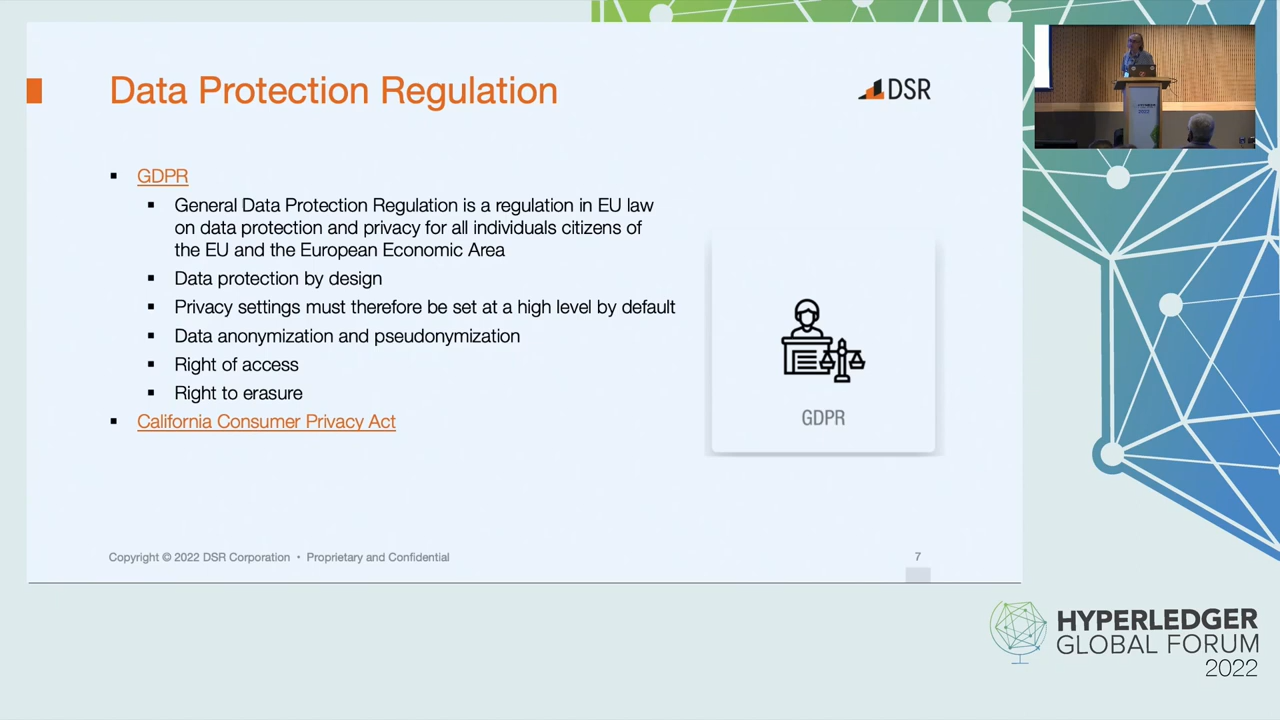 Data Protection Regulation
DSR
GDPR
General Data Protection Regulation is a regulation in EU law
on data protection and privacy for all individuals citizens of
the EU and the European Economic Area
Data protection by design
Privacy settings must therefore be set at a high level by default
Data anonymization and pseudonymization
Right of access
Right to erasure
California Consumer Privacy Act
GDPR
Copyright © 2022 DSR Corporation • Proprietary and Confidential
7
HYPERLEDGER
GLOBAL FORUM
2022